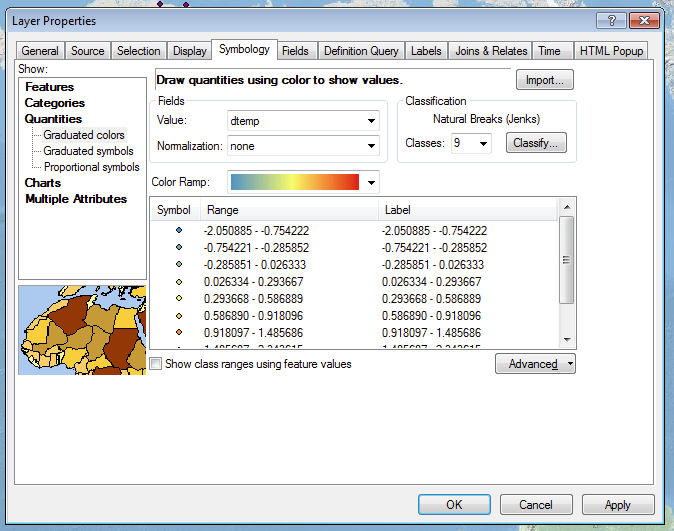 Layer Properties
General Source Selection Display Symbology Fields Definition Query Labels Joins & Relates Time HTML Popup
Show:
Features
Categories
Quantities
Graduated colors
Graduated symbols
Proportional symbols
Charts
Multiple Attributes
Draw quantities using color to show values.
Import...
Fields
Value: dtemp
Normalization: none
Classification
Natural Breaks (Jenks)
Classes: 9 Classify...
Color Ramp:
Symbol Range Label
-2.050885 - -0.754222 -2.050885 - -0.754222
-0.754221 - -0.285852 -0.754221 - -0.285852
-0.285851 - 0.026333 -0.285851 - 0.026333
0.026334 - 0.293667 0.026334 - 0.293667
0.293668 - 0.586889 0.293668 - 0.586889
0.586890 - 0.918096 0.586890 - 0.918096
0.918097 - 1.485686 0.918097 - 1.485686
Show class ranges using feature values
Advanced
OK Cancel Apply